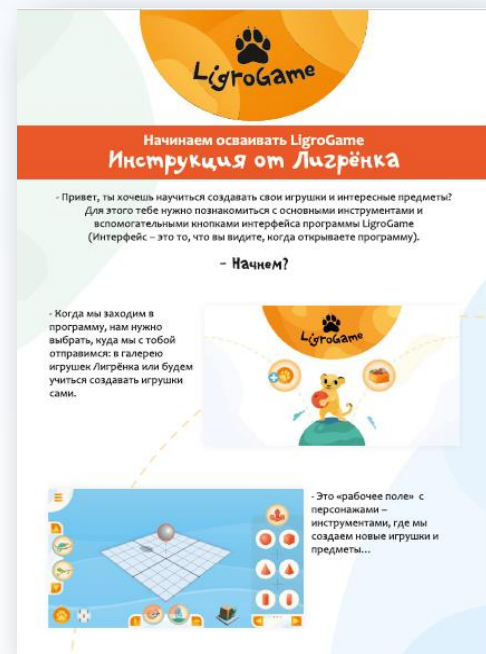 LigroGame
Начинаем осваивать LigroGame
Инструкция от Лигрёнка
- Привет, ты хочешь научиться создавать свои игрушки и интересные предметы?
Для этого тебе нужно познакомиться с основными инструментами и
вспомогательными кнопками интерфейса программы LigroGame
(Интерфейс – это то, что вы видите, когда открываете программу).
- Начнем?
- Когда мы заходим в
программу, нам нужно
выбрать, куда мы с тобой
отправимся: в галерею
игрушек Лигрёнка или будем
учиться создавать игрушки
сами.
LigroGame
- Это «рабочее поле» с
персонажами –
инструментами, где мы
создаем новые игрушки и
предметы...